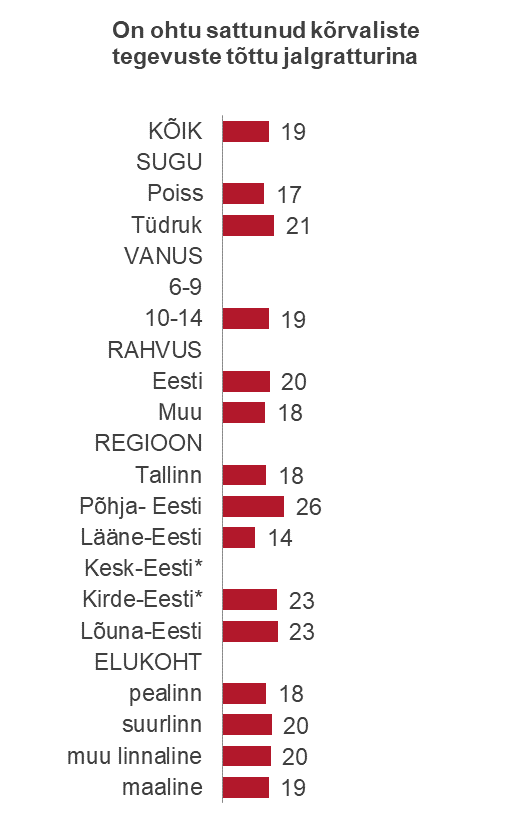 On ohtu sattunud kõrvaliste
tegevuste tõttu jalgratturina
KÕIK 19
SUGU
Poiss 17
Tüdruk 21
VANUS
6-9
10-14 19
RAHVUS
Eesti 20
Muu 18
REGIOON
Tallinn 18
Põhja- Eesti 26
Lääne-Eesti 14
Kesk-Eesti*
Kirde-Eesti* 23
Lõuna-Eesti 23
ELUKOHT
pealinn 18
suurlinn 20
muu linnaline 20
maaline 19